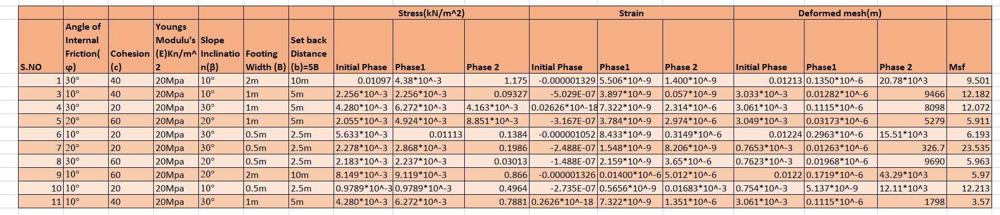 Stress(kN/m^2) Strain Deformed mesh(m)
S.NO Angle of Internal Friction( φ) Cohesion (c) Youngs Modulu's (E)Kn/m^ 2 Slope Inclinatio n(β) Footing Width (B) Set back Distance (b)=5B Initial Phase Phase1 Phase 2 Initial Phase Phase1 Phase 2 Initial Phase Phase1 Phase 2 Msf
1 30° 40 20Mpa 10° 2m 10m 0.01097 4.38*10^-3 1.175 -0.000001329 5.506*10^-9 1.400*10^-9 0.01213 0.1350*10^-6 20.78*10^3 9.501
3 10° 40 20Mpa 10° 1m 5m 2.256*10^-3 2.256*10^-3 0.09327 -5.029E-07 3.897*10^-9 0.057*10^-9 3.033*10^-3 0.01282*10^-6 9466 12.182
4 30° 20 20Mpa 30° 1m 5m 4.280*10^-3 6.272*10^-3 4.163*10^-3 0.02626*10^-18 7.322*10^-9 2.314*10^-6 3.061*10^-3 0.1115*10^-6 8098 12.072
5 20° 60 20Mpa 20° 1m 5m 2.055*10^-3 4.924*10^-3 8.851*10^-3 -3.167E-07 3.784*10^-9 2.974*10^-6 3.049*10^-3 0.03173*10^-6 5279 5.911
6 10° 20 20Mpa 30° 0.5m 2.5m 5.633*10^-3 0.01113 0.1384 -0.000001052 8.433*10^-9 0.3149*10^-6 0.01224 0.2963*10^-6 15.51*10^3 6.193
7 20° 20 20Mpa 30° 0.5m 2.5m 2.278*10^-3 2.868*10^-3 0.1986 -2.488E-07 1.548*10^-9 8.206*10^-9 0.7653*10^-3 0.01263*10^-6 326.7 23.535
8 30° 60 20Mpa 20° 0.5m 2.5m 2.183*10^-3 2.237*10^-3 0.03013 -1.488E-07 2.159*10^-9 3.65*10^-6 0.7623*10^-3 0.01968*10^-6 9690 5.963
9 10° 60 20Mpa 20° 2m 10m 8.149*10^-3 9.119*10^-3 0.866 -0.000001326 0.01400*10^-6 5.012*10^-6 0.0122 0.1719*10^-6 43.29*10^3 5.97
10 10° 20 20Mpa 10° 0.5m 2.5m 0.9789*10^-3 0.9789*10^-3 0.4964 -2.735E-07 0.5656*10^-9 0.01683*10^-3 0.754*10^-3 5.137*10^-9 12.11*10^3 12.213
11 10° 40 20Mpa 30° 1m 5m 4.280*10^-3 6.272*10^-3 0.7881 0.2626*10^-18 7.322*10^-9 1.351*10^-6 3.061*10^-3 0.1115*10^-6 1798 3.57